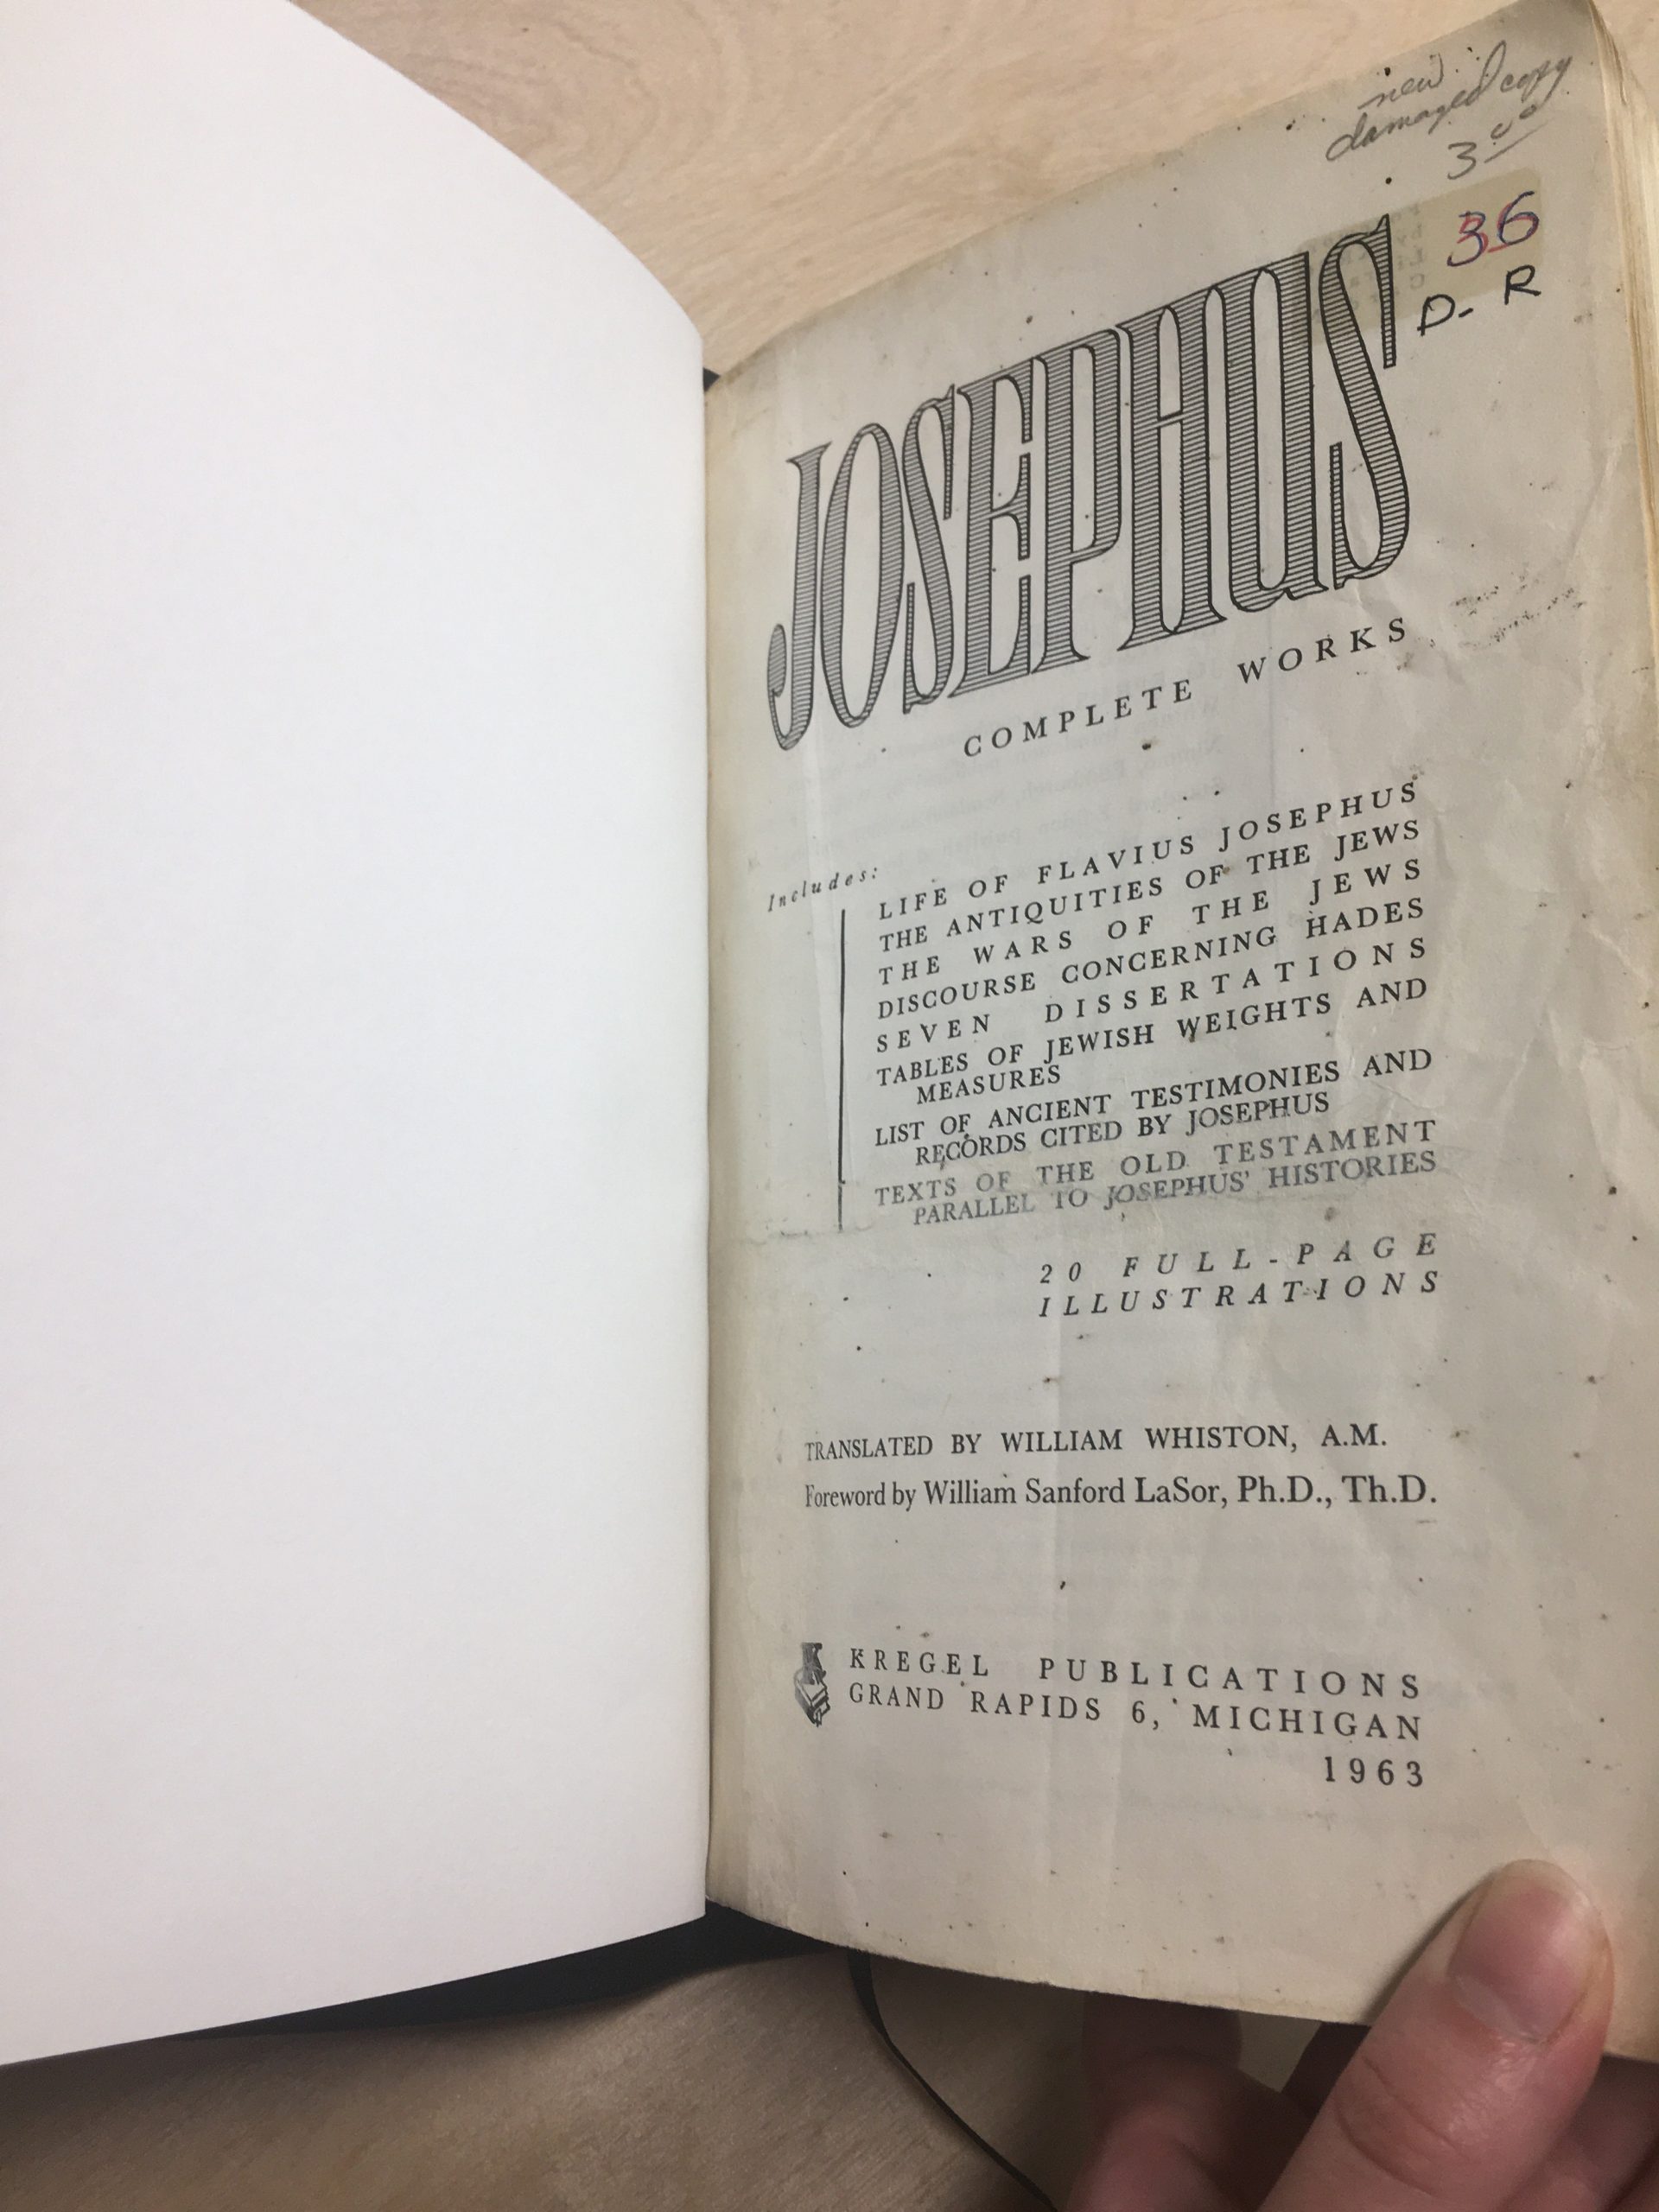 new
damaged copy
3⁰⁰
36
D-R
JOSEPHUS
COMPLETE WORKS
Includes:
LIFE OF FLAVIUS JOSEPHUS
THE ANTIQUITIES OF THE JEWS
THE WARS OF THE JEWS
DISCOURSE CONCERNING HADES
SEVEN DISSERTATIONS
TABLES OF JEWISH WEIGHTS AND
MEASURES
LIST OF ANCIENT TESTIMONIES AND
RECORDS CITED BY JOSEPHUS
TEXTS OF THE OLD TESTAMENT
PARALLEL TO JOSEPHUS' HISTORIES
20 FULL-PAGE
ILLUSTRATIONS
TRANSLATED BY WILLIAM WHISTON, A.M.
Foreword by William Sanford LaSor, Ph.D., Th.D.
K
KREGEL PUBLICATIONS
GRAND RAPIDS 6, MICHIGAN
1963